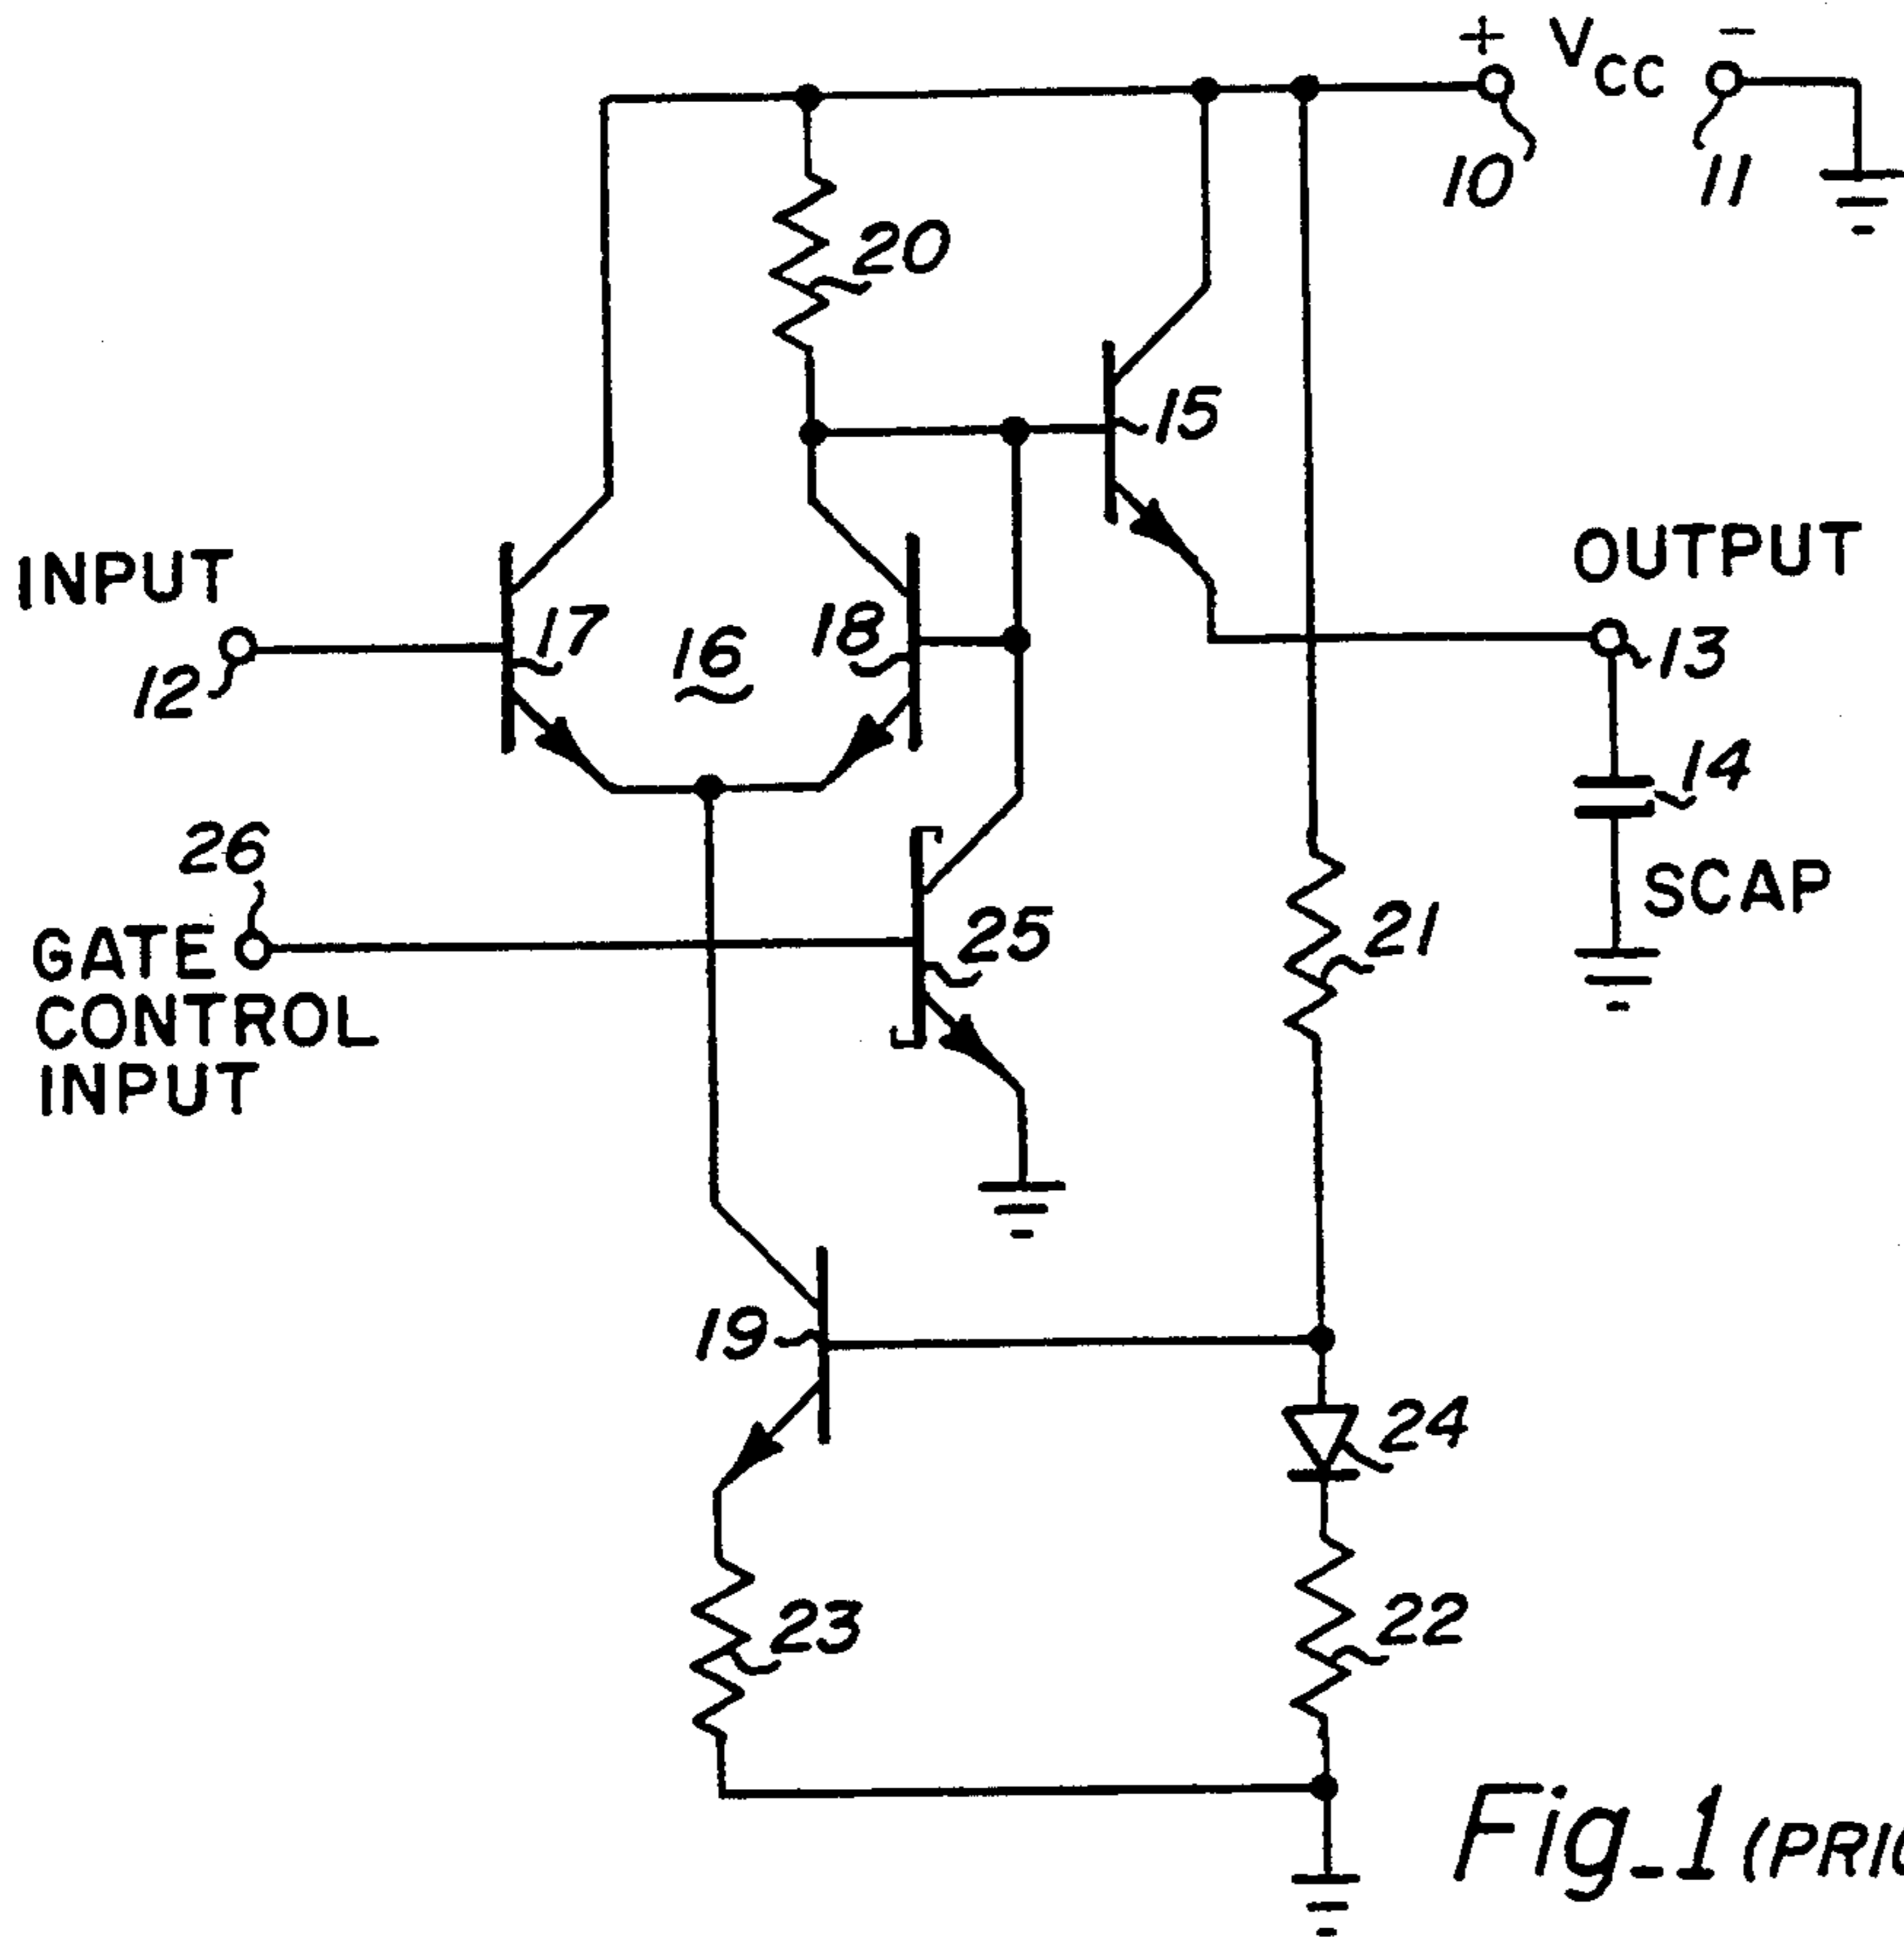 + VCC −
10
11
20
15
INPUT
OUTPUT
17
16
18
12
13
14
26
SCAP
GATE
CONTROL
INPUT
25
21
19
24
23
22
Fig_1